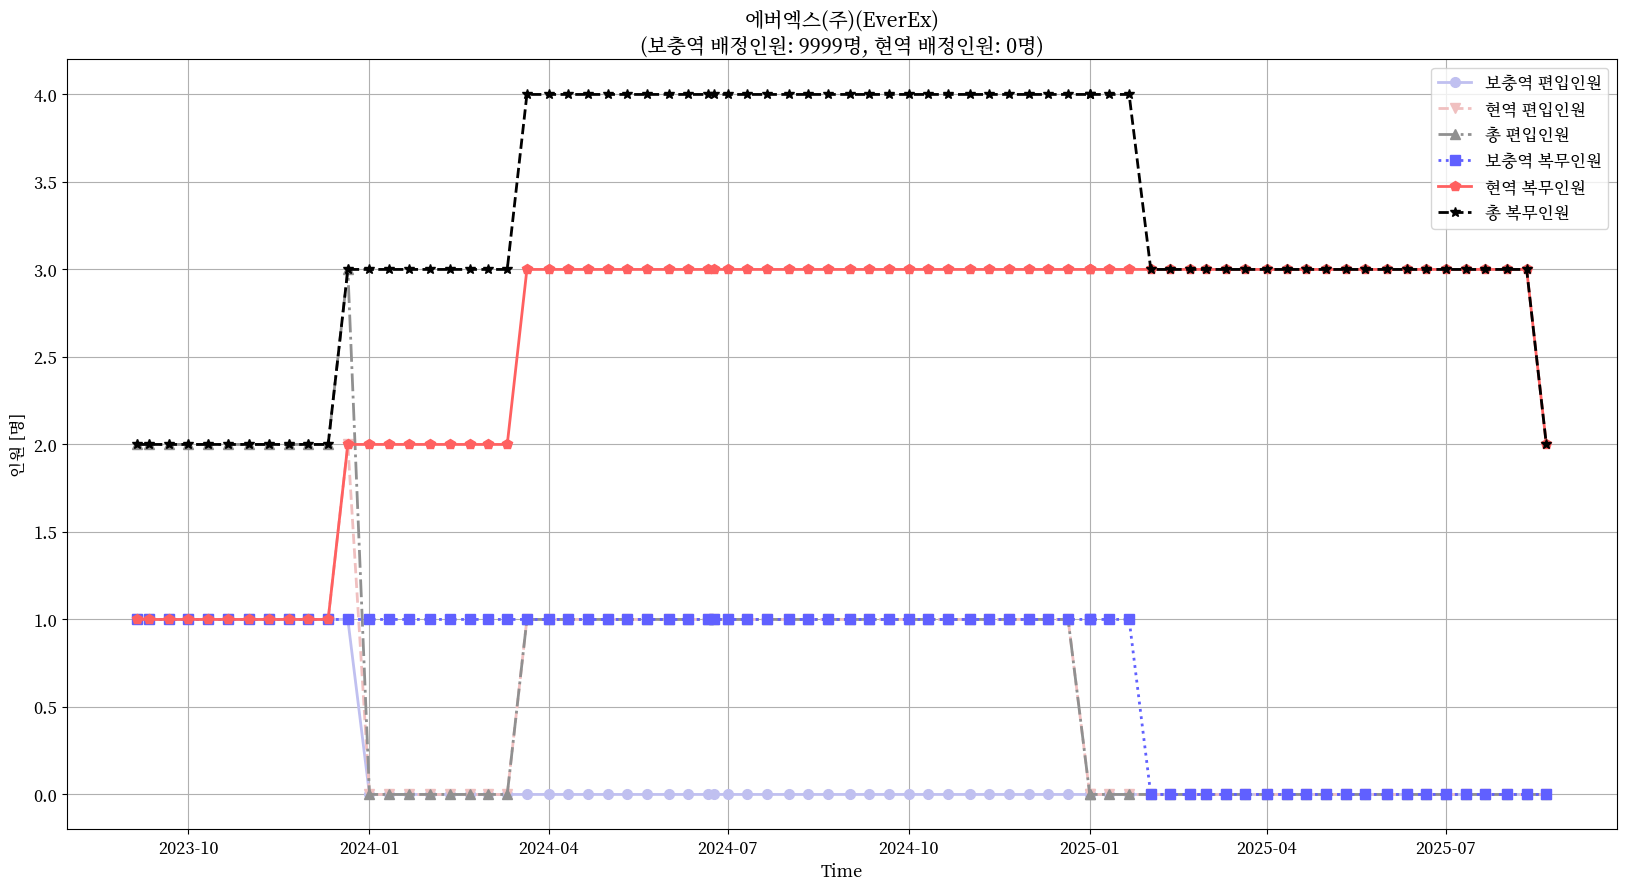 에버엑스(주)(EverEx)
(보충역 배정인원: 9999명, 현역 배정인원: 0명)
보충역 편입인원
현역 편입인원
총 편입인원
보충역 복무인원
현역 복무인원
총 복무인원
4.0
3.5
3.0
2.5
2.0
1.5
1.0
0.5
0.0
인원 [명]
2023-10
2024-01
2024-04
2024-07
2024-10
2025-01
2025-04
2025-07
Time